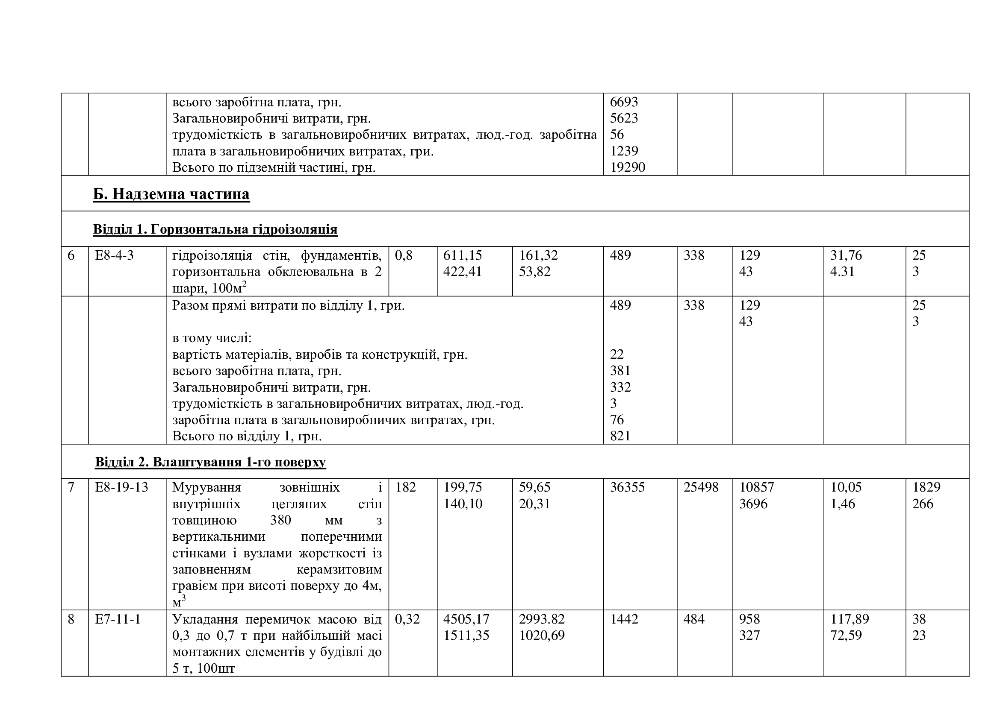 всього заробітна плата, грн. 6693
Загальновиробничі витрати, грн. 5623
трудомісткість в загальновиробничих витратах, люд.-год. заробітна 56
плата в загальновиробничих витратах, гри. 1239
Всього по підземній частині, грн. 19290
Б. Надземна частина
Відділ 1. Горизонтальна гідроізоляція
6 Е8-4-3 гідроізоляція стін, фундаментів, 0,8 611,15 161,32 489 338 129 31,76 25
горизонтальна обклеювальна в 2 422,41 53,82 43 4.31 3
шари, 100м²
Разом прямі витрати по відділу 1, гри. 489 338 129 25
43 3
в тому числі:
вартість матеріалів, виробів та конструкцій, грн. 22
всього заробітна плата, грн. 381
Загальновиробничі витрати, грн. 332
трудомісткість в загальновиробничих витратах, люд.-год. 3
заробітна плата в загальновиробничих витратах, грн. 76
Всього по відділу 1, грн. 821
Відділ 2. Влаштування 1-го поверху
7 Е8-19-13 Мурування зовнішніх і 182 199,75 59,65 36355 25498 10857 10,05 1829
внутрішніх цегляних стін 140,10 20,31 3696 1,46 266
товщиною 380 мм з
вертикальними поперечними
стінками і вузлами жорсткості із
заповненням керамзитовим
гравієм при висоті поверху до 4м,
м³
8 Е7-11-1 Укладання перемичок масою від 0,32 4505,17 2993.82 1442 484 958 117,89 38
0,3 до 0,7 т при найбільшій масі 1511,35 1020,69 327 72,59 23
монтажних елементів у будівлі до
5 т, 100шт